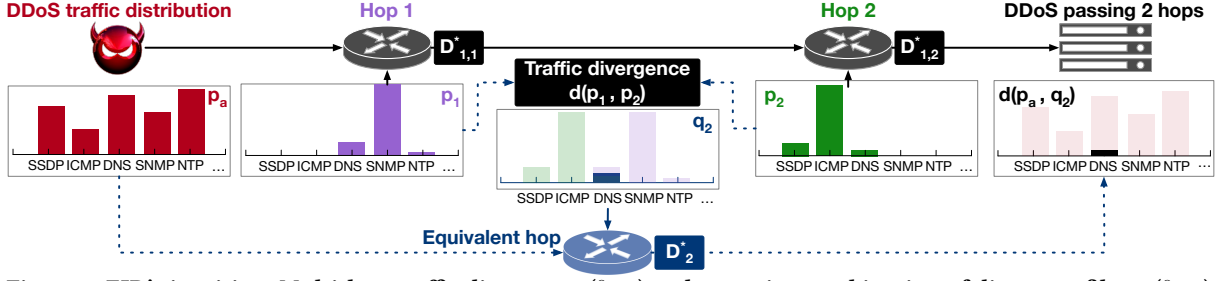 DDoS traffic distribution
Hop 1
Hop 2
DDoS passing 2 hops
D*1,1
D*1,2
Traffic divergence
d(p1 , p2)
pa
p1
p2
d(pa , q2)
q2
SSDP ICMP DNS SNMP NTP ...
SSDP ICMP DNS SNMP NTP ...
SSDP ICMP DNS SNMP NTP ...
SSDP ICMP DNS SNMP NTP ...
SSDP ICMP DNS SNMP NTP ...
Equivalent hop
D*2